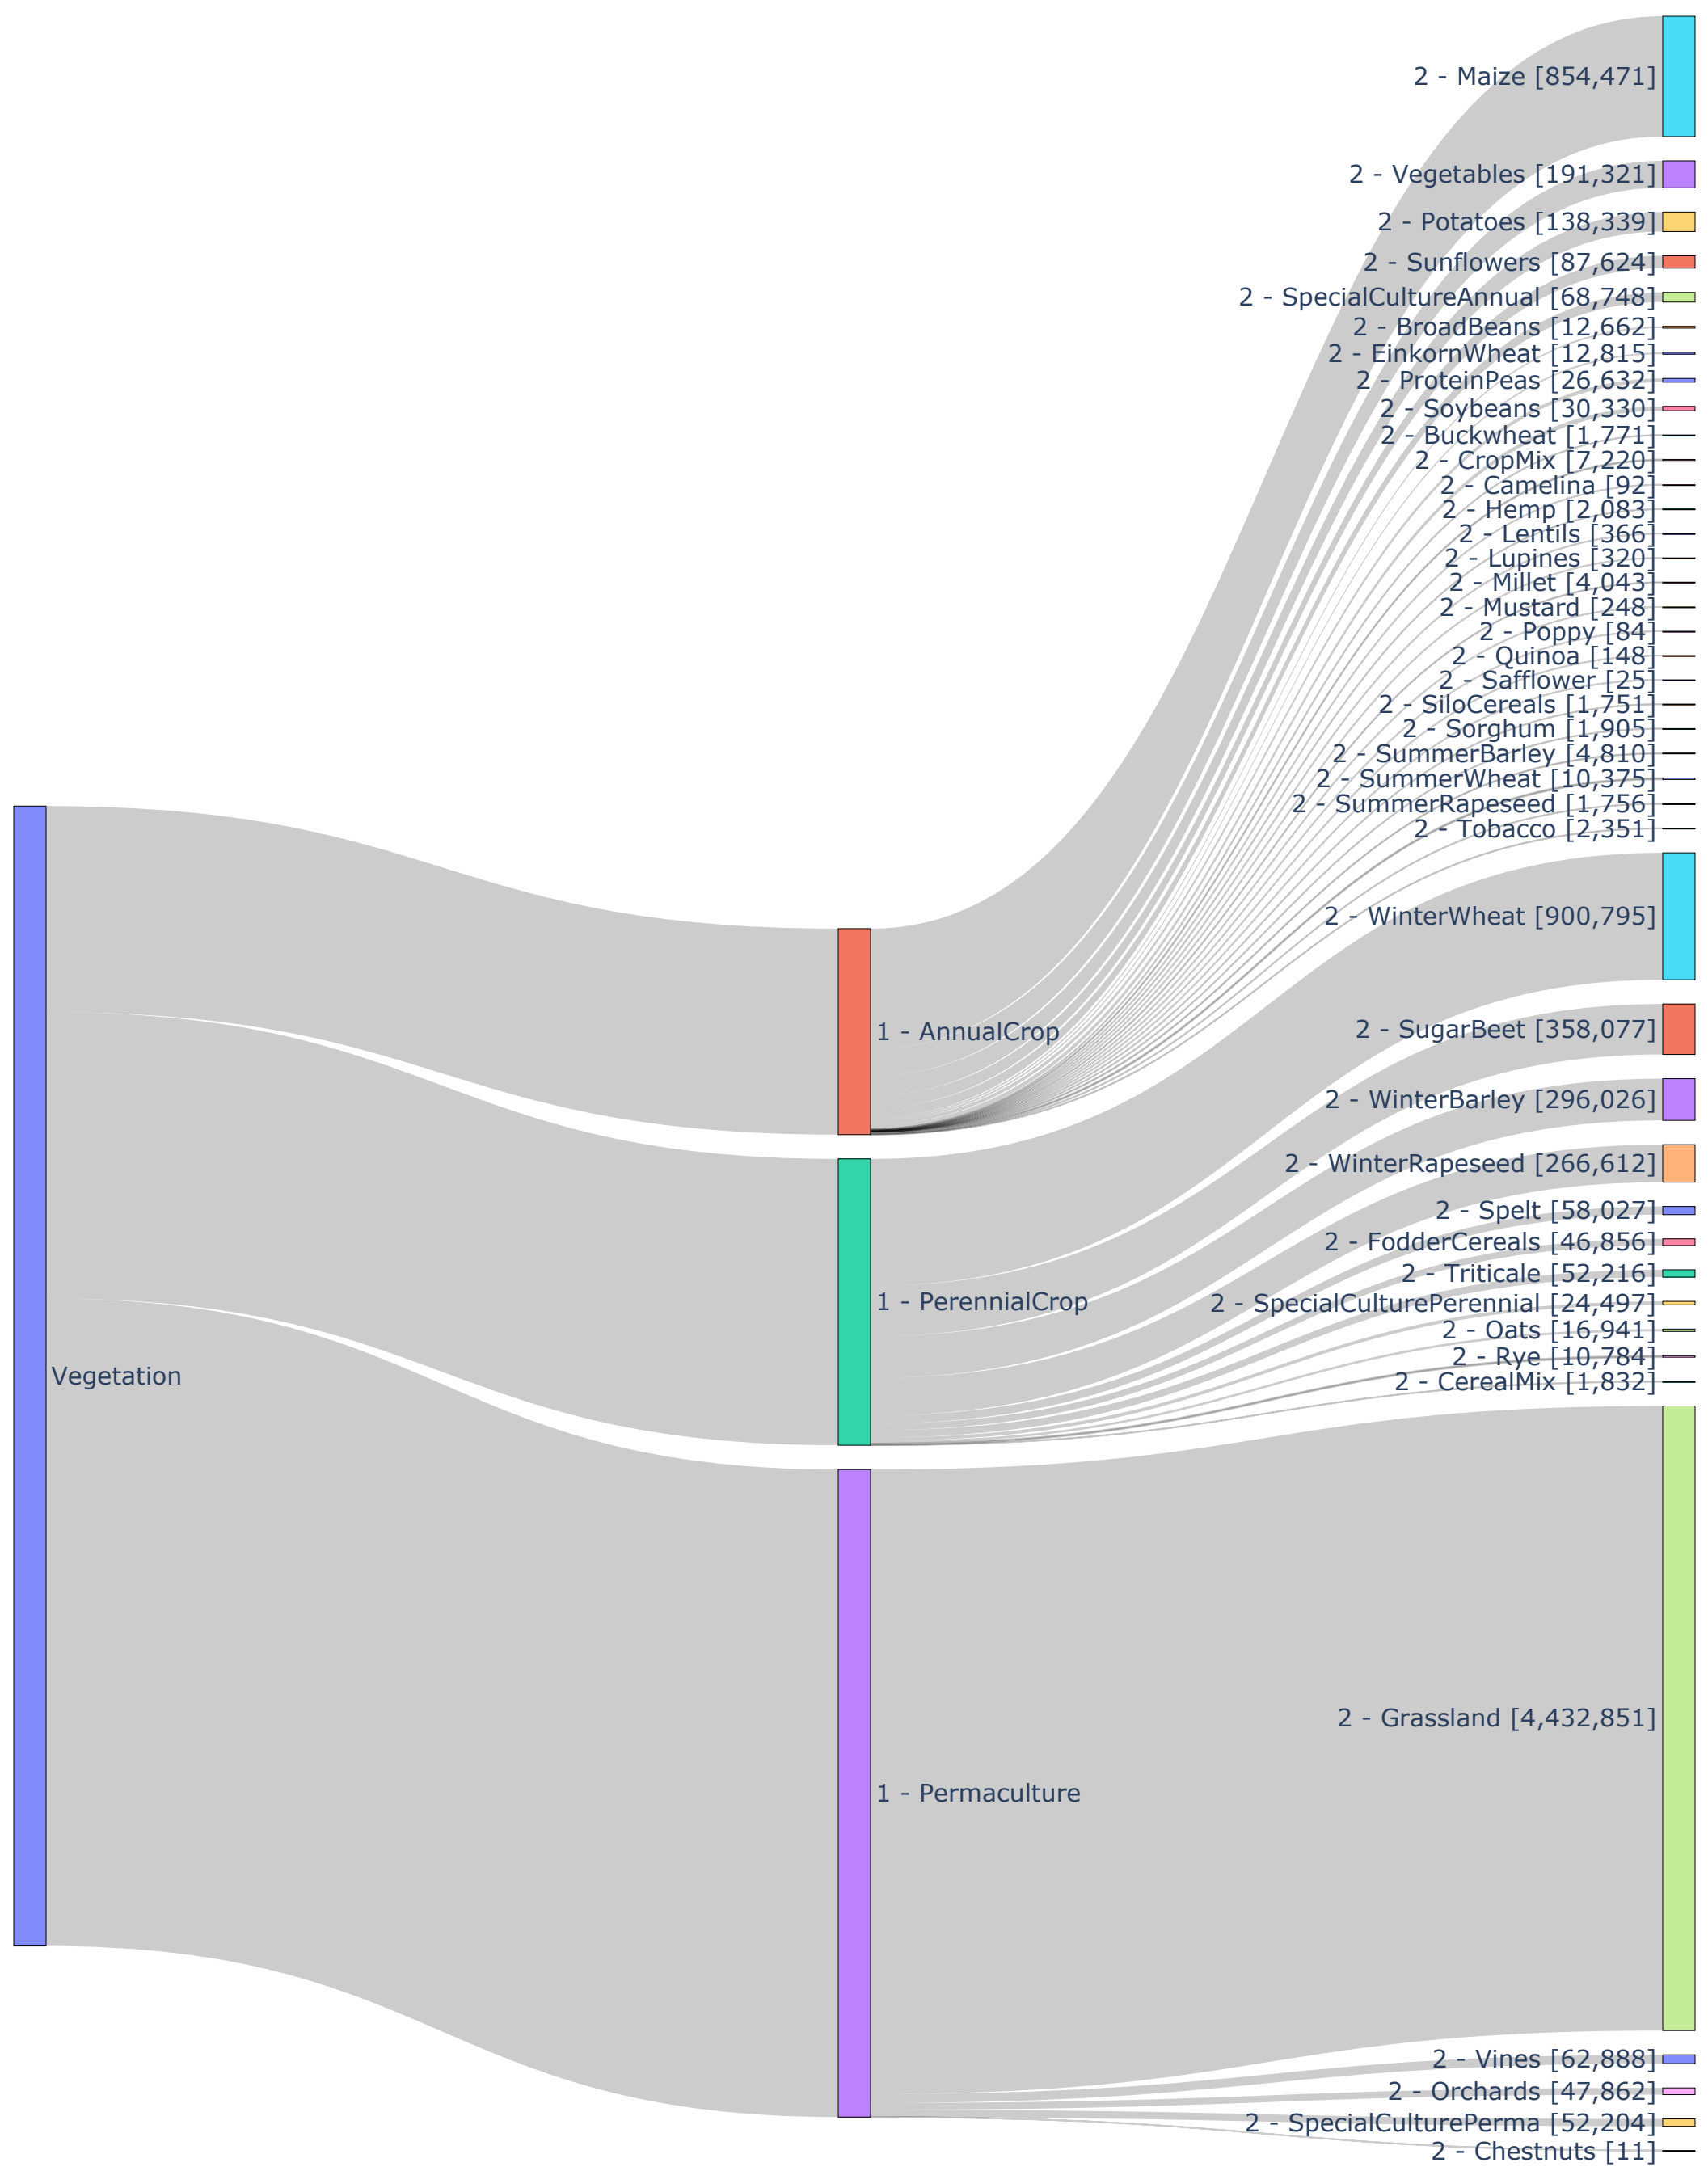 2 - Maize [854,471]
2 - Vegetables [191,321]
2 - Potatoes [138,339]
2 - Sunflowers [87,624]
2 - SpecialCultureAnnual [68,748]
2 - BroadBeans [12,662]
2 - EinkornWheat [12,815]
2 - ProteinPeas [26,632]
2 - Soybeans [30,330]
2 - Buckwheat [1,771]
2 - CropMix [7,220]
2 - Camelina [92]
2 - Hemp [2,083]
2 - Lentils [366]
2 - Lupines [320]
2 - Millet [4,043]
2 - Mustard [248]
2 - Poppy [84]
2 - Quinoa [148]
2 - Safflower [25]
2 - SiloCereals [1,751]
2 - Sorghum [1,905]
2 - SummerBarley [4,810]
2 - SummerWheat [10,375]
2 - SummerRapeseed [1,756]
2 - Tobacco [2,351]
2 - WinterWheat [900,795]
2 - SugarBeet [358,077]
1 - AnnualCrop
2 - WinterBarley [296,026]
2 - WinterRapeseed [266,612]
2 - Spelt [58,027]
2 - FodderCereals [46,856]
2 - Triticale [52,216]
1 - PerennialCrop
2 - SpecialCulturePerennial [24,497]
2 - Oats [16,941]
2 - Rye [10,784]
Vegetation
2 - CerealMix [1,832]
2 - Grassland [4,432,851]
1 - Permaculture
2 - Vines [62,888]
2 - Orchards [47,862]
2 - SpecialCulturePerma [52,204]
2 - Chestnuts [11]